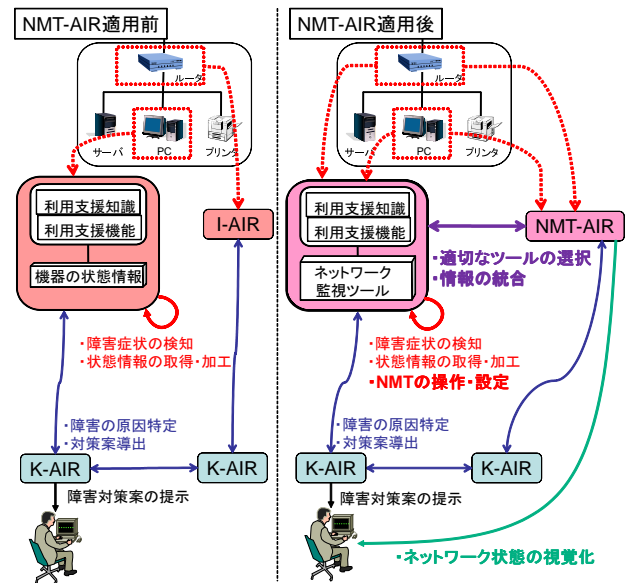 NMT-AIR適用前
ルータ
サーバ
PC
プリンタ
利用支援知識
利用支援機能
機器の状態情報
I-AIR
・障害症状の検知
・状態情報の取得・加工
・障害の原因特定
・対策案導出
K-AIR
K-AIR
障害対策案の提示
NMT-AIR適用後
ルータ
サーバ
PC
プリンタ
利用支援知識
利用支援機能
ネットワーク
監視ツール
NMT-AIR
・適切なツールの選択
・情報の統合
・障害症状の検知
・状態情報の取得・加工
・NMTの操作・設定
・障害の原因特定
・対策案導出
K-AIR
K-AIR
障害対策案の提示
・ネットワーク状態の視覚化